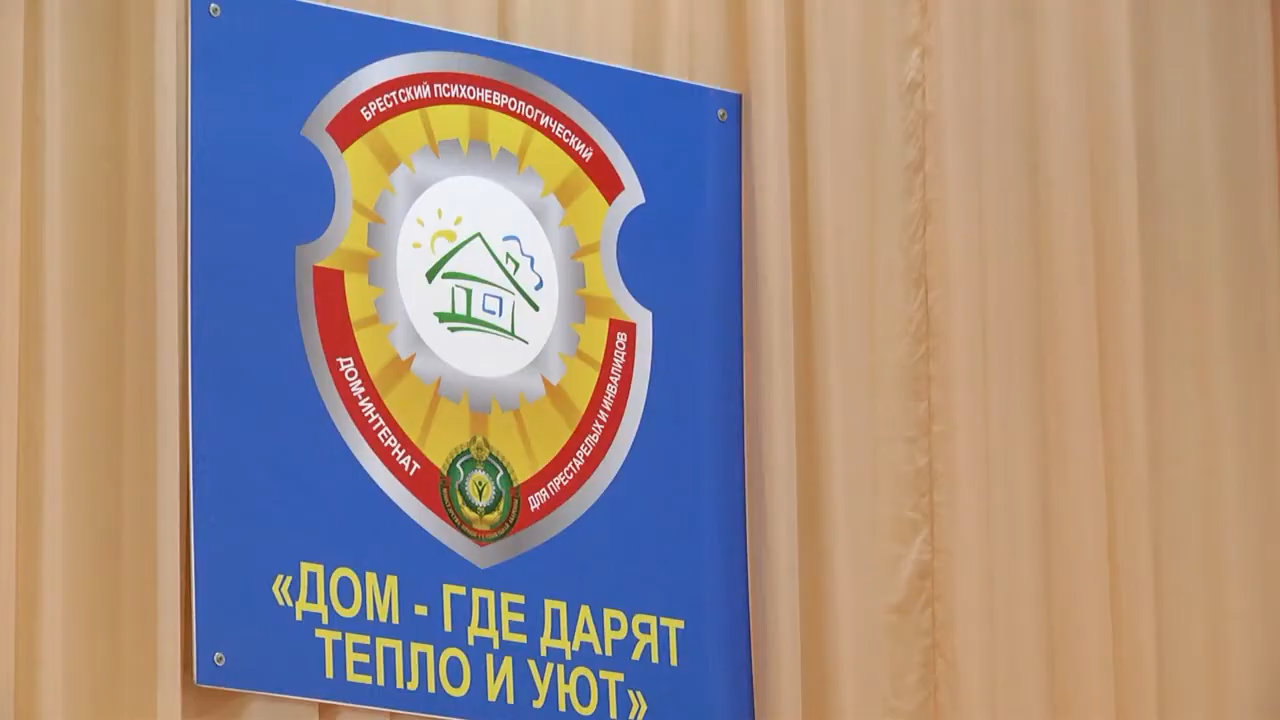 БРЕСТСКИЙ ПСИХОНЕВРОЛОГИЧЕСКИЙ
ДОМ-ИНТЕРНАТ
ДЛЯ ПРЕСТАРЕЛЫХ И ИНВАЛИДОВ
«ДОМ - ГДЕ ДАРЯТ
ТЕПЛО И УЮТ»